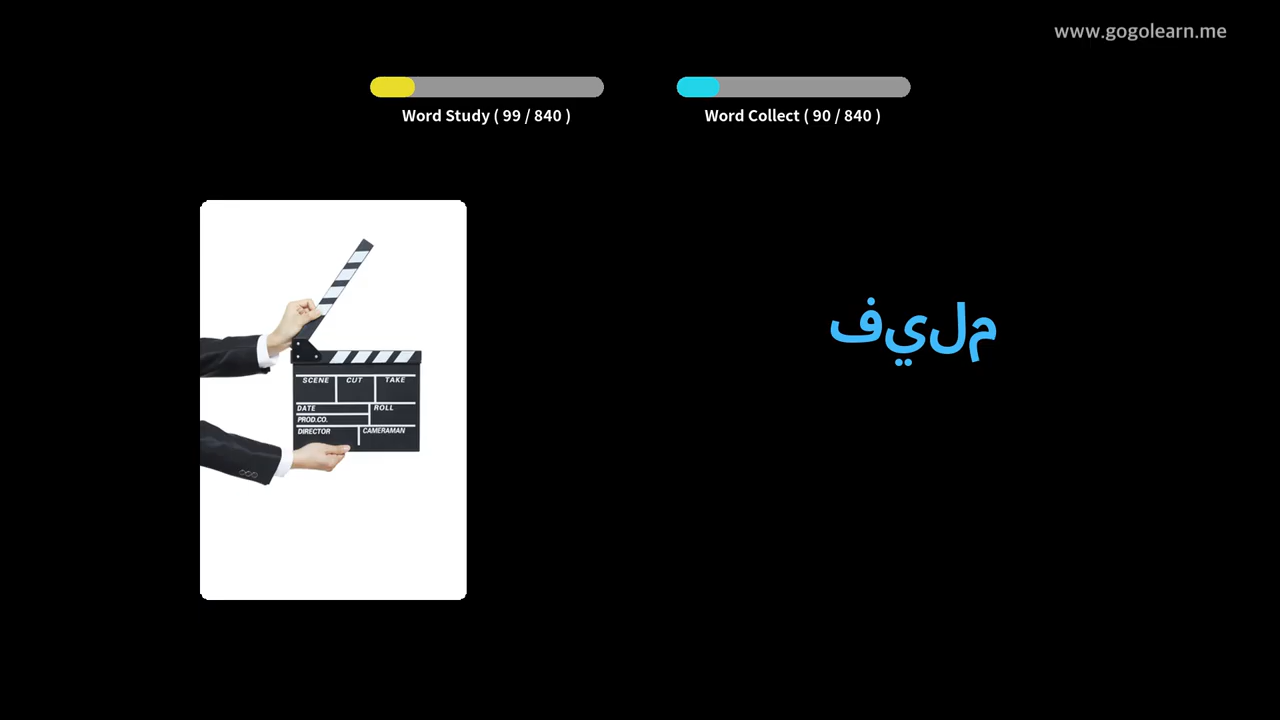 www.gogolearn.me
Word Study ( 99 / 840 )
Word Collect ( 90 / 840 )
SCENE CUT TAKE
DATE ROLL
PROD.CO.
DIRECTOR CAMERAMAN
مليف